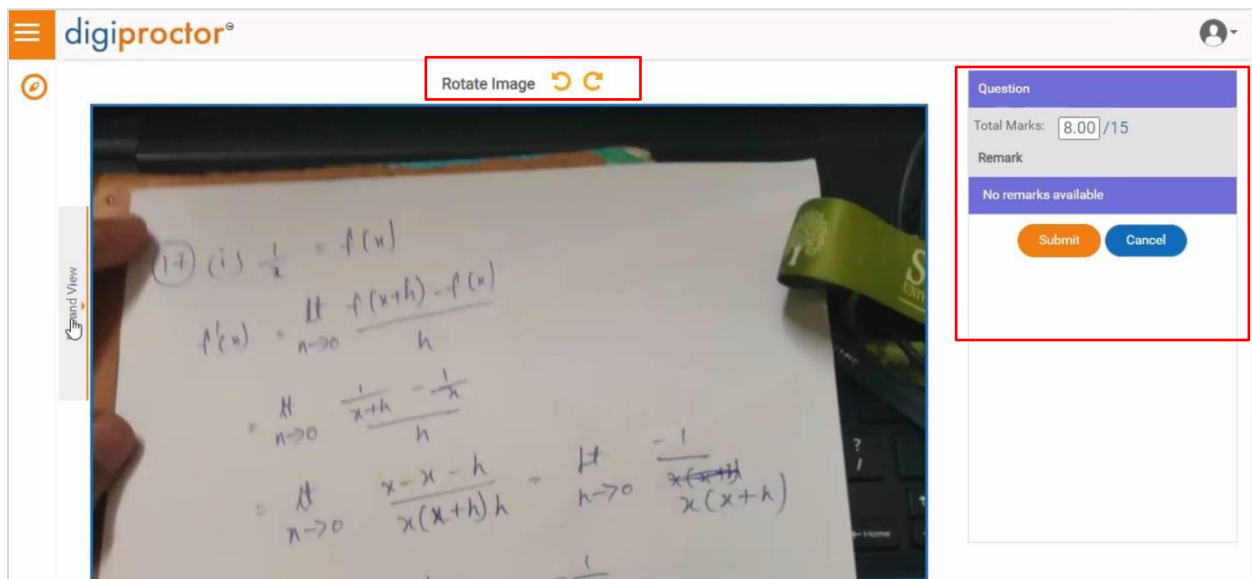 digiproctor
Rotate Image
Expand View
(17) (i) 1/x = f(x)
f'(x) = lt n→0 f(x+h) - f(x) / h
= lt n→0 1/x+h - 1/x / h
= lt n→0 x-x-h / x(x+h)h = lt h→0 -1 / x(x+h)
Question
Total Marks: 8.00 /15
Remark
No remarks available
Submit Cancel